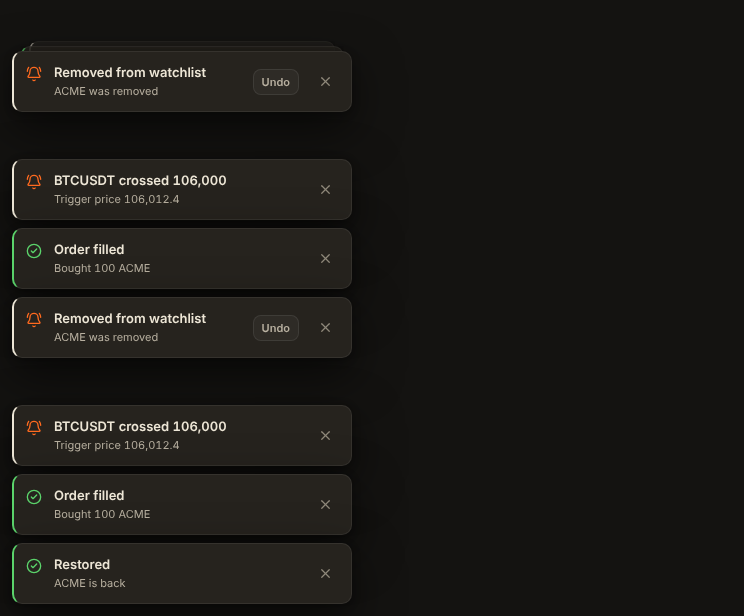 Removed from watchlist
ACME was removed
Undo
BTCUSDT crossed 106,000
Trigger price 106,012.4
Order filled
Bought 100 ACME
Removed from watchlist
ACME was removed
Undo
BTCUSDT crossed 106,000
Trigger price 106,012.4
Order filled
Bought 100 ACME
Restored
ACME is back